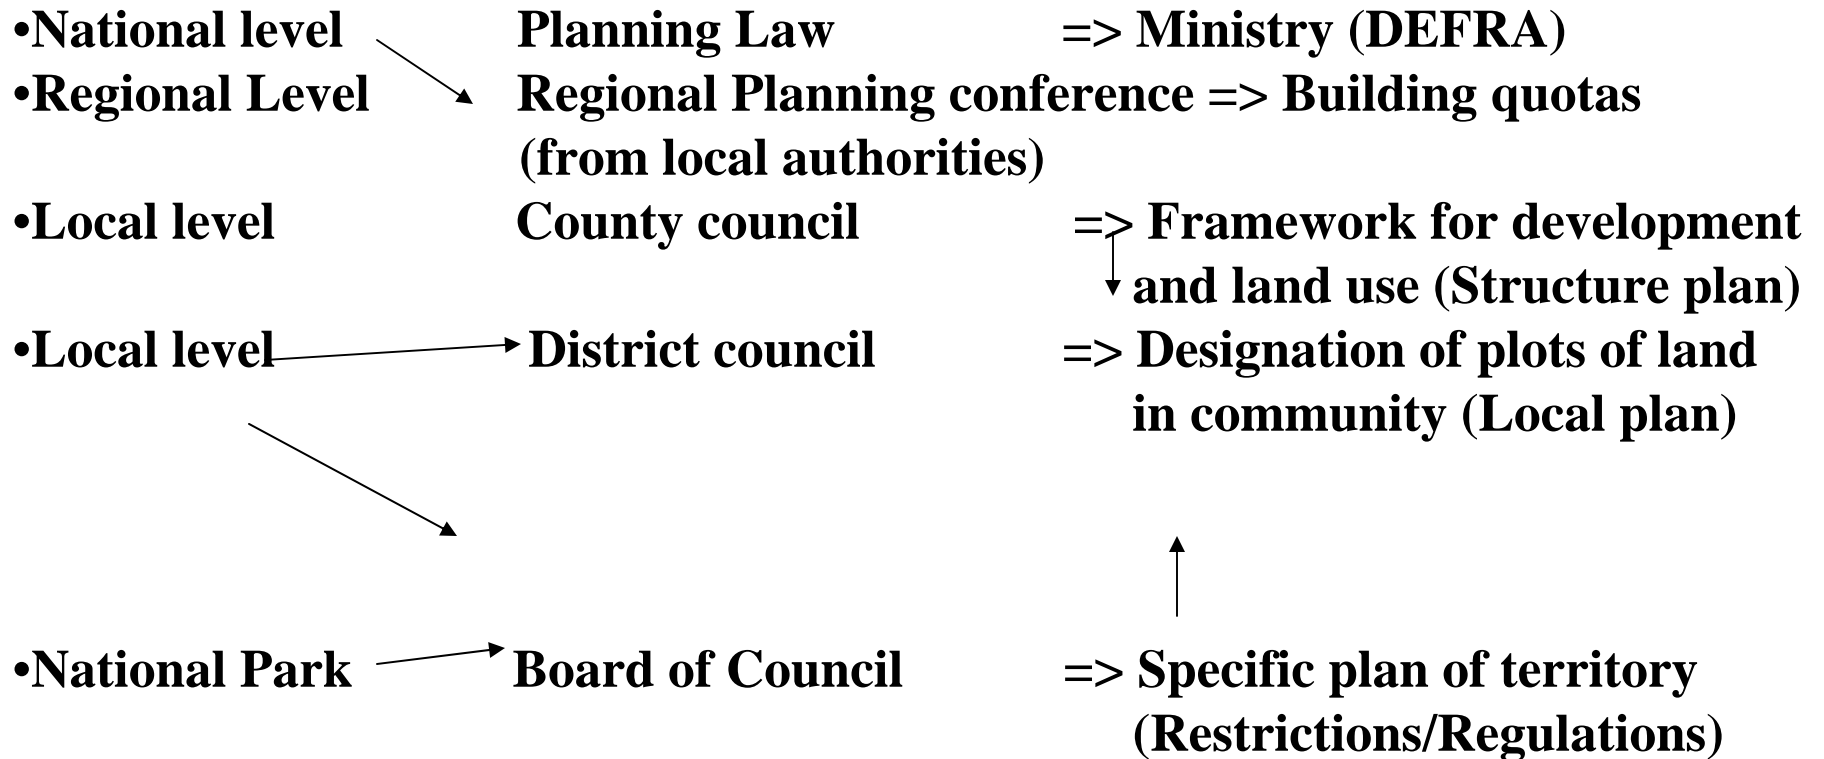 •National level Planning Law => Ministry (DEFRA)
•Regional Level Regional Planning conference => Building quotas
(from local authorities)
•Local level County council => Framework for development
and land use (Structure plan)
•Local level District council => Designation of plots of land
in community (Local plan)
•National Park Board of Council => Specific plan of territory
(Restrictions/Regulations)